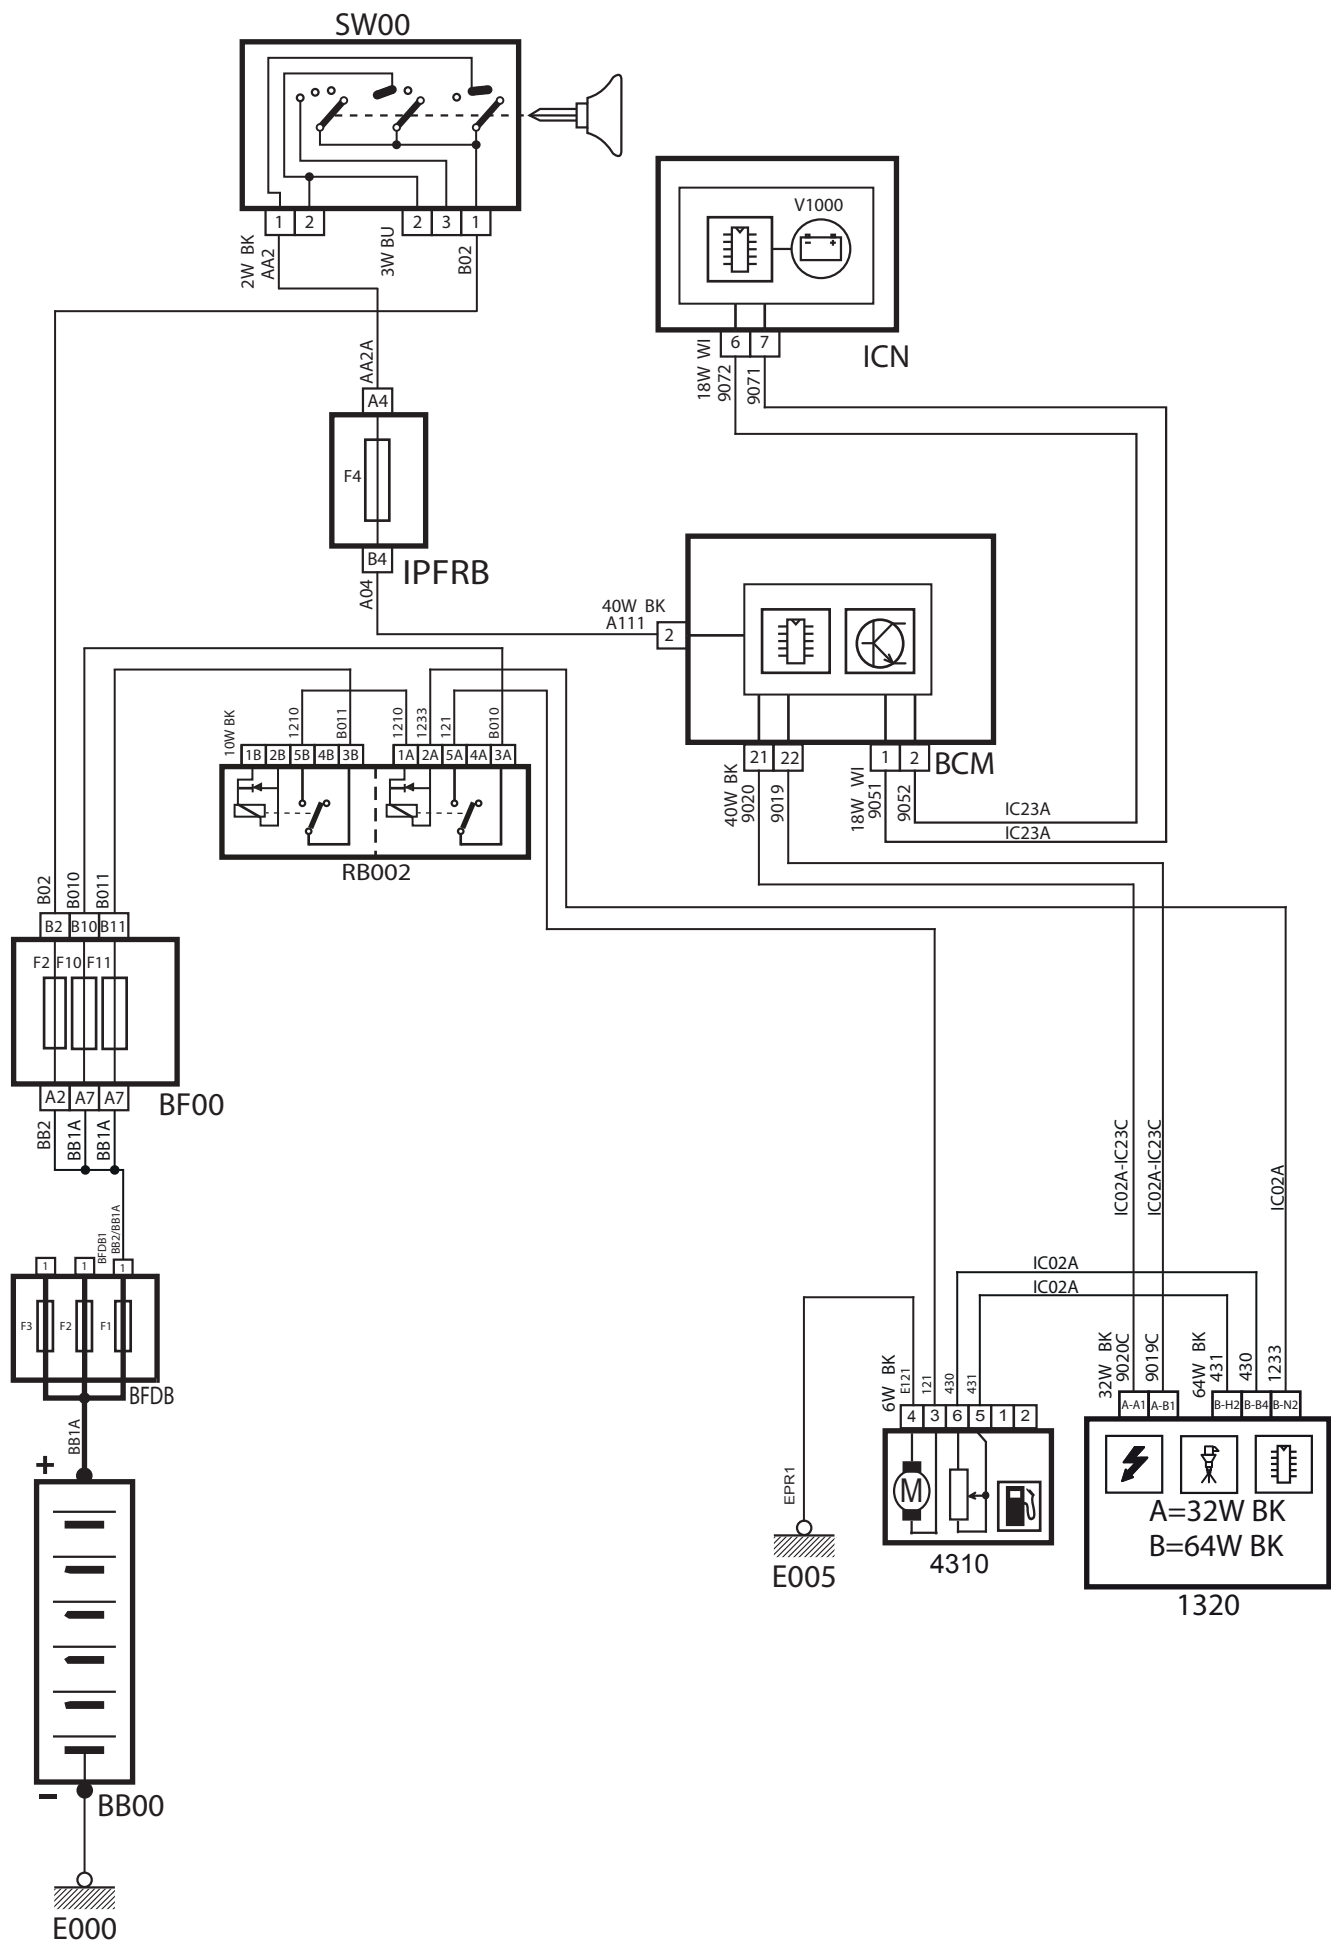 SW00
1 2
2 3 1
2W BK
AA2
3W BU
B02
V1000
6 7
ICN
18W WI
9072
9071
AA2A
A4
F4
B4
IPFRB
A04
40W BK
A111
2
21 22
1 2
BCM
40W BK
9020
9019
18W WI
9051
9052
IC23A
IC23A
10W BK
1210
B011
1210
1233
121
B010
1B 2B 5B 4B 3B
1A 2A 5A 4A 3A
RB002
B02
B010
B011
B2 B10 B11
F2 F10 F11
A2 A7 A7
BF00
BB2
BB1A
BB1A
BFDB1
BB2/BB1A
1 1 1
F3 F2 F1
BFDB
BB1A
+
−
BB00
E000
IC02A-IC23C
IC02A-IC23C
IC02A
IC02A
IC02A
6W BK
E121
121
430
431
4 3 6 5 1 2
M
4310
EPR1
E005
32W BK
9020C
9019C
64W BK
431
430
1233
A-A1 A-B1
B-H2 B-B4 B-N2
A=32W BK
B=64W BK
1320